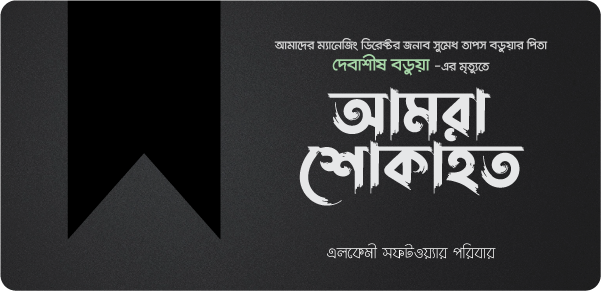 আমাদের ম্যানেজিং ডিরেক্টর জনাব সুমেধ তাপস বড়ুয়ার পিতা
দেবাশীষ বড়ুয়া -এর মৃত্যুতে
আমরা
শোকাহত
এলকেমী সফটওয়্যার পরিবার